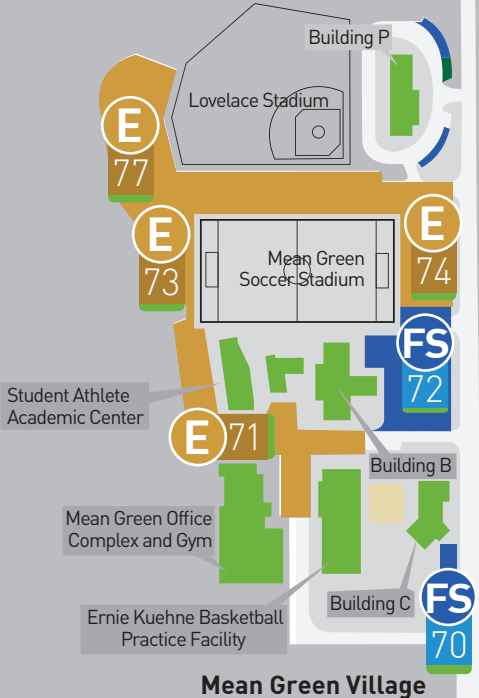 Building P
Lovelace Stadium
E
77
E
73
E
74
Mean Green
Soccer Stadium
FS
72
Student Athlete
Academic Center
E
71
Building B
Mean Green Office
Complex and Gym
Building C
FS
70
Ernie Kuehne Basketball
Practice Facility
Mean Green Village